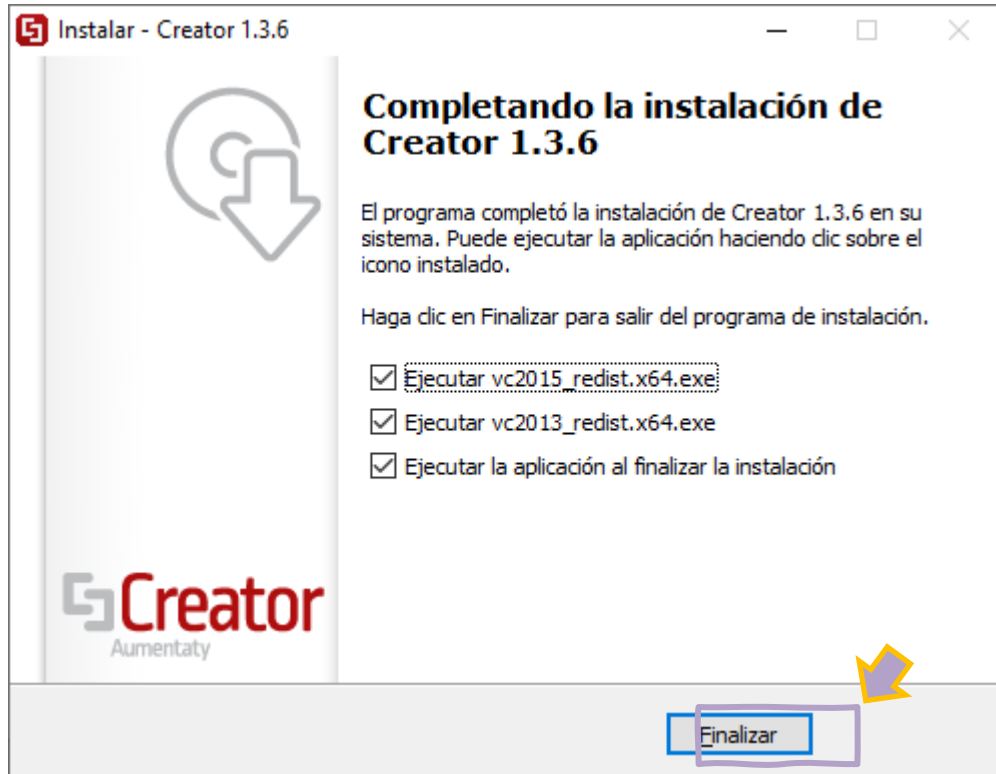 Instalar - Creator 1.3.6
Completando la instalación de
Creator 1.3.6
El programa completó la instalación de Creator 1.3.6 en su
sistema. Puede ejecutar la aplicación haciendo clic sobre el
icono instalado.
Haga clic en Finalizar para salir del programa de instalación.
Ejecutar vc2015_redist.x64.exe
Ejecutar vc2013_redist.x64.exe
Ejecutar la aplicación al finalizar la instalación
Creator
Aumentaty
Finalizar